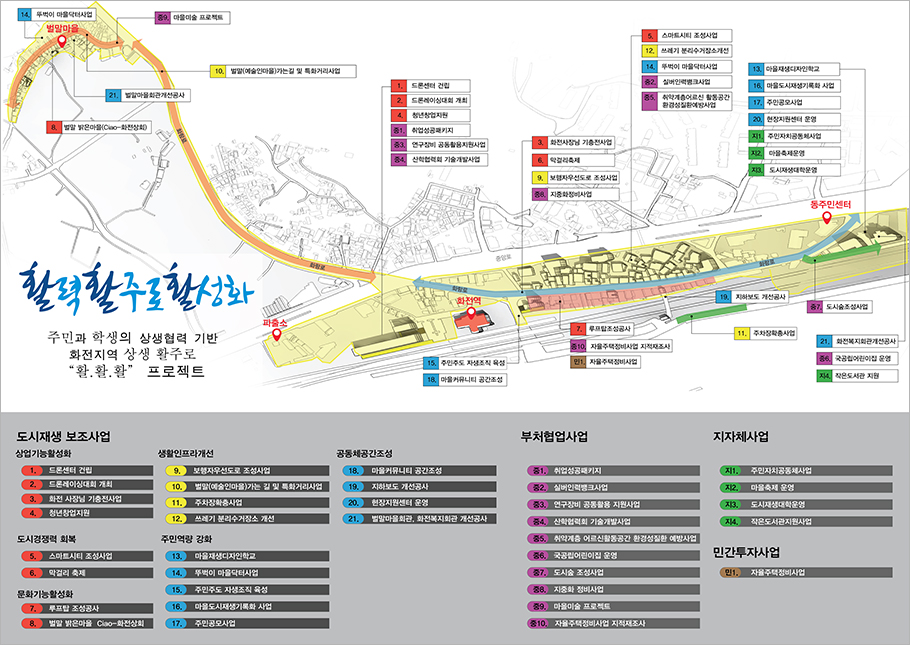 14. 뚜벅이 마을닥터사업
중9. 마을미술 프로젝트
벌말마을
10. 벌말(예술인마을)가는길 및 특화거리사업
21. 벌말마을회관개선공사
8. 벌말 밝은마을(Ciao-화전상회)
1. 드론센터 건립
2. 드론레이싱대회 개최
4. 청년창업지원
중1. 취업성공패키지
중3. 연구장비 공동활용지원사업
중4. 산학협력회 기술개발사업
3. 화전사장님 기층전사업
6. 막걸리축제
9. 보행자우선도로 조성사업
중8. 지중화정비사업
5. 스마트시티 조성사업
12. 쓰레기 분리수거장소개선
14. 뚜벅이 마을닥터사업
중2. 실버인력뱅크사업
중5. 취약계층어르신 활동공간
환경성질환예방사업
13. 마을재생디자인학교
16. 마을도시재생기록화 사업
17. 주민공모사업
20. 현장지원센터 운영
지1. 주민자치공동체사업
지2. 마을축제운영
지3. 도시재생대학운영
동주민센터
화랑로
중앙로
화랑로
화랑로
화랑로
활력활주로활성화
주민과 학생의 상생협력 기반
화전지역 상생 활주로
“활.활.활” 프로젝트
파출소
화전역
19. 지하보도 개선공사
중7. 도시숲조성사업
7. 루프탑조성공사
중10. 자율주택정비사업 지적재조사
민1. 자율주택정비사업
11. 주차장확충사업
15. 주민주도 자생조직 육성
18. 마을커뮤니티 공간조성
21. 화전복지회관개선공사
중6. 국공립어린이집 운영
지4. 작은도서관 지원
도시재생 보조사업
상업기능활성화
1. 드론센터 건립
2. 드론레이싱대회 개최
3. 화전 사장님 기층전사업
4. 청년창업지원
도시경쟁력 회복
5. 스마트시티 조성사업
6. 막걸리 축제
문화기능활성화
7. 루프탑 조성공사
8. 벌말 밝은마을 Ciao-화전상회
생활인프라개선
9. 보행자우선도로 조성사업
10. 벌말(예술인마을)가는 길 및 특화거리사업
11. 주차장확충사업
12. 쓰레기 분리수거장소 개선
주민역량 강화
13. 마을재생디자인학교
14. 뚜벅이 마을닥터사업
15. 주민주도 자생조직 육성
16. 마을도시재생기록화 사업
17. 주민공모사업
공동체공간조성
18. 마을커뮤니티 공간조성
19. 지하보도 개선공사
20. 현장지원센터 운영
21. 벌말마을회관, 화전복지회관 개선공사
부처협업사업
중1. 취업성공패키지
중2. 실버인력뱅크사업
중3. 연구장비 공동활용 지원사업
중4. 산학협력회 기술개발사업
중5. 취약계층 어르신활동공간 환경성질환 예방사업
중6. 국공립어린이집 운영
중7. 도시숲 조성사업
중8. 지중화 정비사업
중9. 마을미술 프로젝트
중10. 자율주택정비사업 지적재조사
지자체사업
지1. 주민자치공동체사업
지2. 마을축제 운영
지3. 도시재생대학운영
지4. 작은도서관지원사업
민간투자사업
민1. 자율주택정비사업